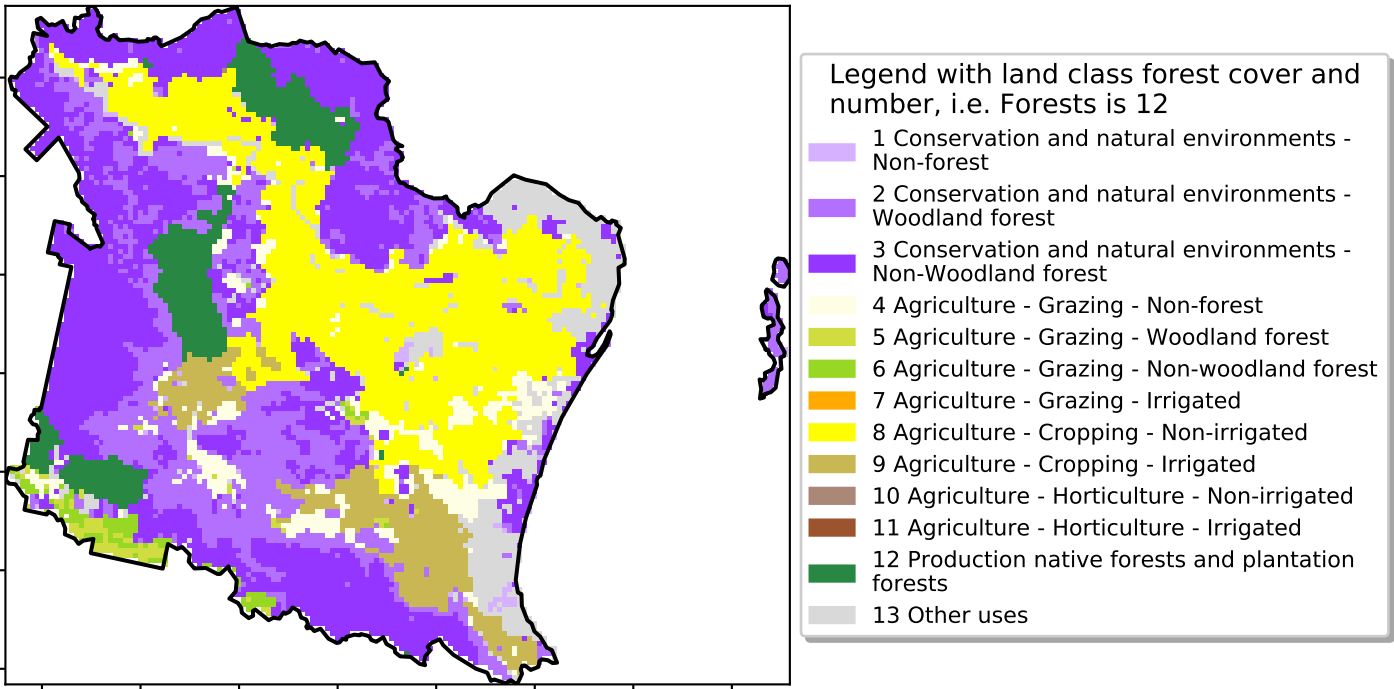 Legend with land class forest cover and
number, i.e. Forests is 12
1 Conservation and natural environments -
Non-forest
2 Conservation and natural environments -
Woodland forest
3 Conservation and natural environments -
Non-Woodland forest
4 Agriculture - Grazing - Non-forest
5 Agriculture - Grazing - Woodland forest
6 Agriculture - Grazing - Non-woodland forest
7 Agriculture - Grazing - Irrigated
8 Agriculture - Cropping - Non-irrigated
9 Agriculture - Cropping - Irrigated
10 Agriculture - Horticulture - Non-irrigated
11 Agriculture - Horticulture - Irrigated
12 Production native forests and plantation
forests
13 Other uses